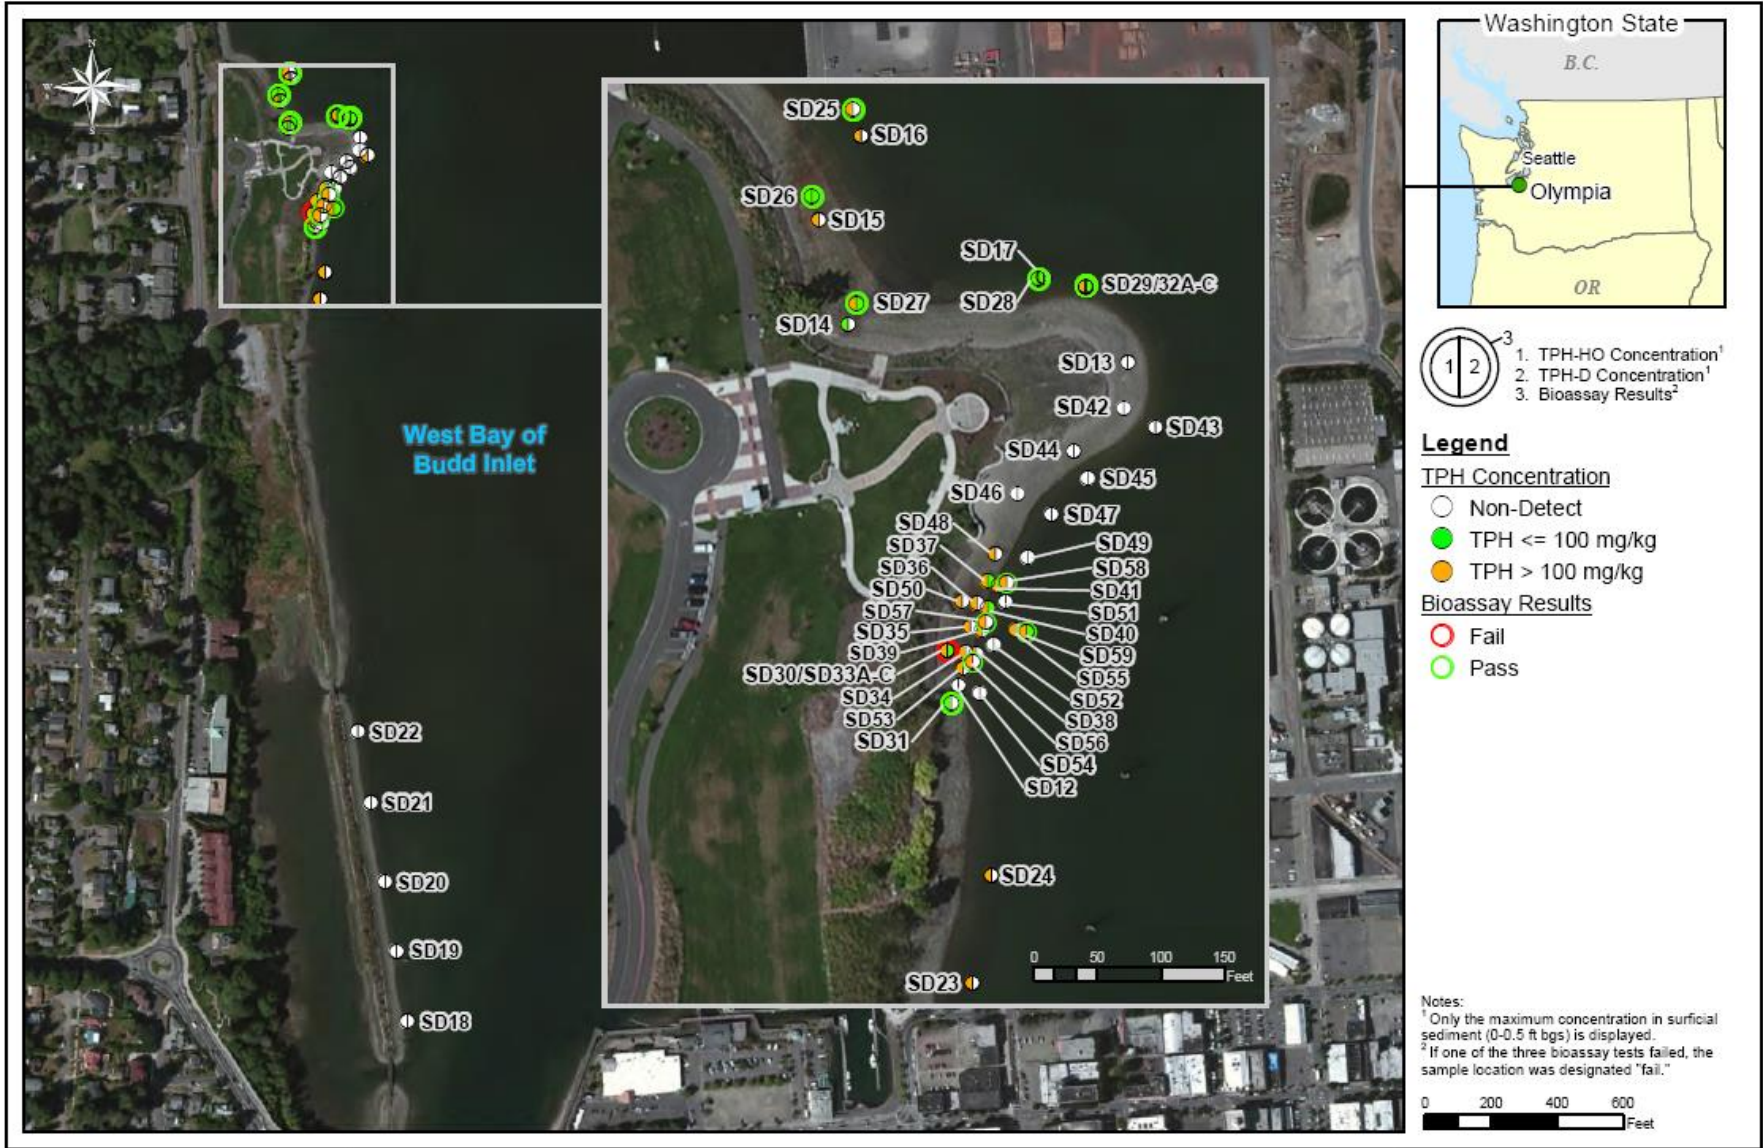 N
W
S
West Bay of
Budd Inlet
SD22
SD21
SD20
SD19
SD18
SD25
SD16
SD26
SD15
SD17
SD28
SD29/32A-C
SD27
SD14
SD13
SD42
SD43
SD44
SD45
SD46
SD47
SD48
SD37
SD36
SD50
SD57
SD35
SD39
SD30/SD33A-C
SD34
SD53
SD31
SD49
SD58
SD41
SD51
SD40
SD59
SD55
SD52
SD38
SD56
SD54
SD12
SD24
SD23
0 50 100 150
Feet
Washington State
B.C.
Seattle
Olympia
OR
1 2 3
1. TPH-HO Concentration¹
2. TPH-D Concentration¹
3. Bioassay Results²
Legend
TPH Concentration
Non-Detect
TPH <= 100 mg/kg
TPH > 100 mg/kg
Bioassay Results
Fail
Pass
Notes:
¹ Only the maximum concentration in surficial
sediment (0-0.5 ft bgs) is displayed.
² If one of the three bioassay tests failed, the
sample location was designated "fail."
0 200 400 600
Feet